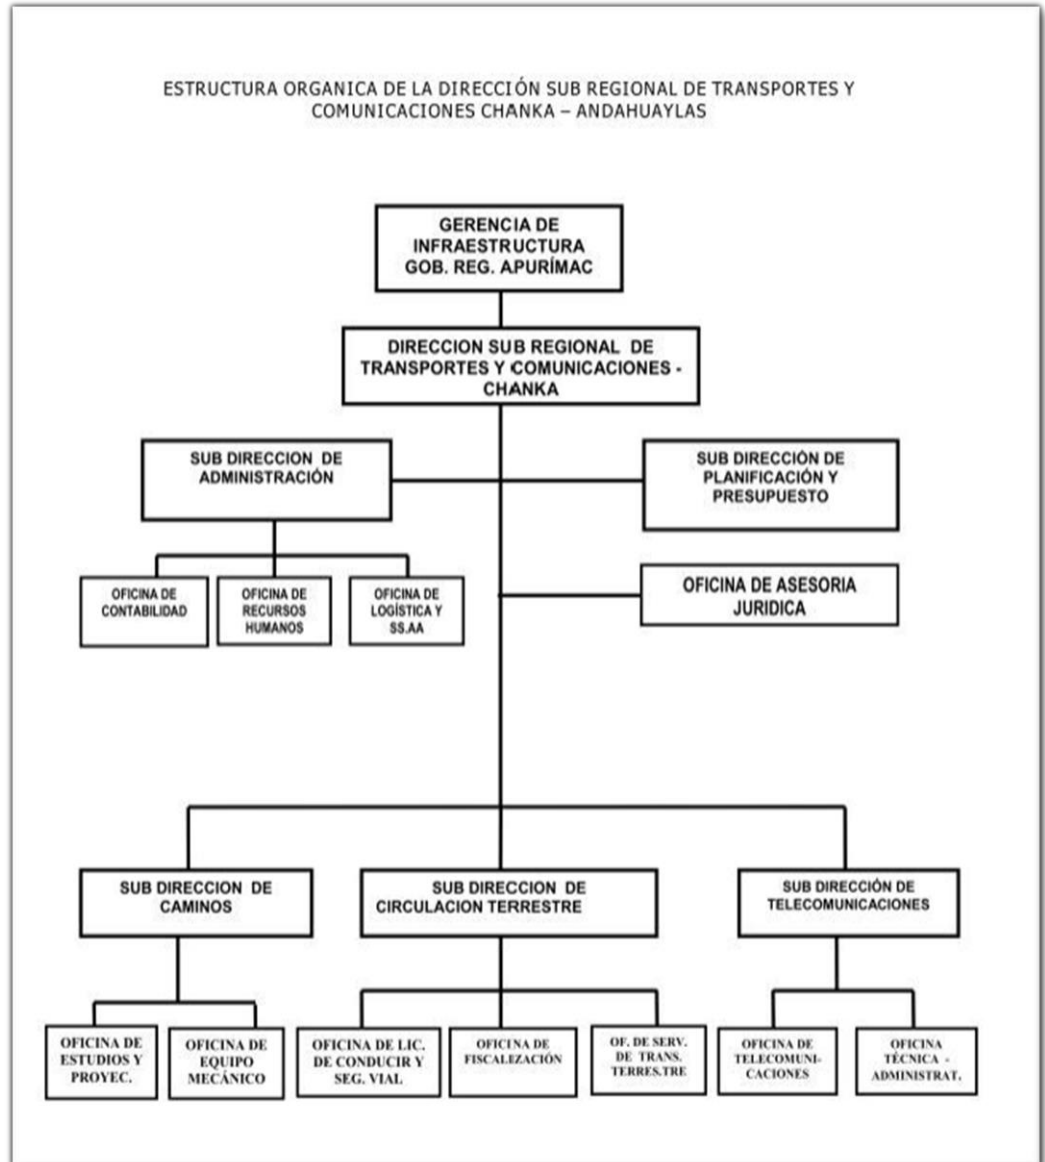 ESTRUCTURA ORGANICA DE LA DIRECCIÓN SUB REGIONAL DE TRANSPORTES Y
COMUNICACIONES CHANKA – ANDAHUAYLAS
GERENCIA DE
INFRAESTRUCTURA
GOB. REG. APURÍMAC
DIRECCION SUB REGIONAL DE
TRANSPORTES Y COMUNICACIONES -
CHANKA
SUB DIRECCION DE
ADMINISTRACIÓN
SUB DIRECCIÓN DE
PLANIFICACIÓN Y
PRESUPUESTO
OFICINA DE
CONTABILIDAD
OFICINA DE
RECURSOS
HUMANOS
OFICINA DE
LOGÍSTICA Y
SS.AA
OFICINA DE ASESORIA
JURIDICA
SUB DIRECCION DE
CAMINOS
SUB DIRECCION DE
CIRCULACION TERRESTRE
SUB DIRECCIÓN DE
TELECOMUNICACIONES
OFICINA DE
ESTUDIOS Y
PROYEC.
OFICINA DE
EQUIPO
MECÁNICO
OFICINA DE LIC.
DE CONDUCIR Y
SEG. VIAL
OFICINA DE
FISCALIZACIÓN
OF. DE SERV.
DE TRANS.
TERRES.TRE
OFICINA DE
TELECOMUNI-
CACIONES
OFICINA
TÉCNICA -
ADMINISTRAT.